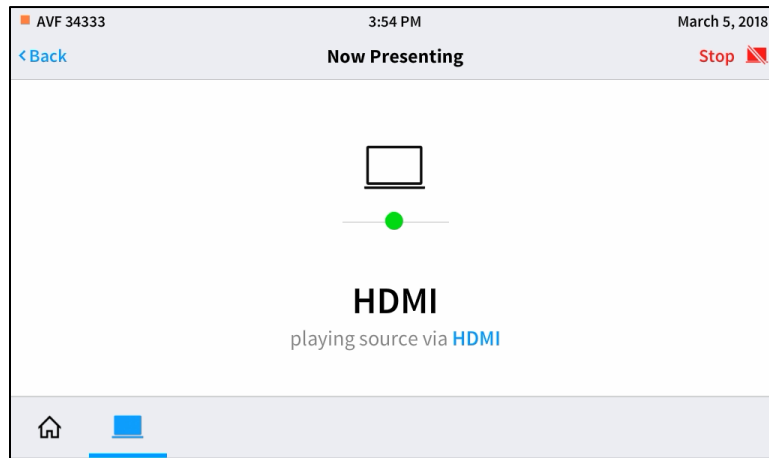 AVF 34333 3:54 PM March 5, 2018
Back Now Presenting Stop
HDMI
playing source via HDMI